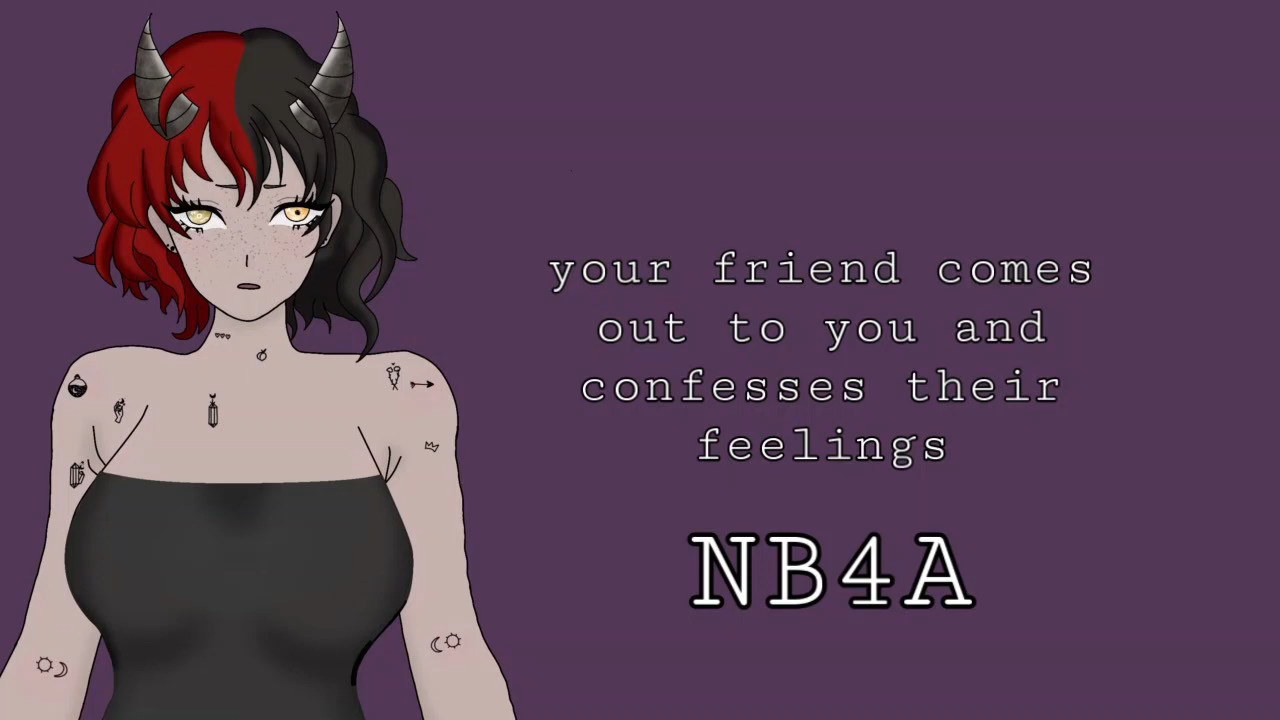 your friend comes
out to you and
confesses their
feelings
NB4A